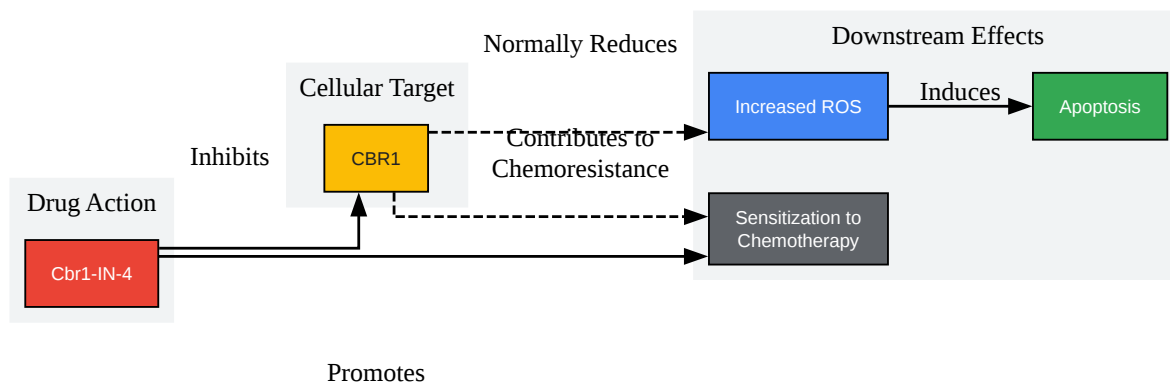 Normally Reduces
Downstream Effects
Cellular Target
Increased ROS
Induces
Apoptosis
Contributes to
Chemoresistance
CBR1
Inhibits
Drug Action
Sensitization to
Chemotherapy
Cbr1-IN-4
Promotes